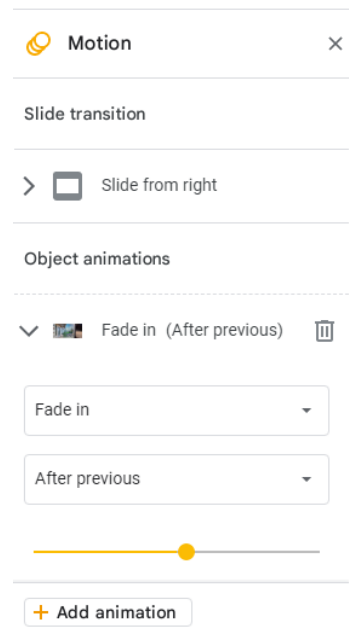 Motion
Slide transition
Slide from right
Object animations
Fade in (After previous)
Fade in
After previous
Add animation